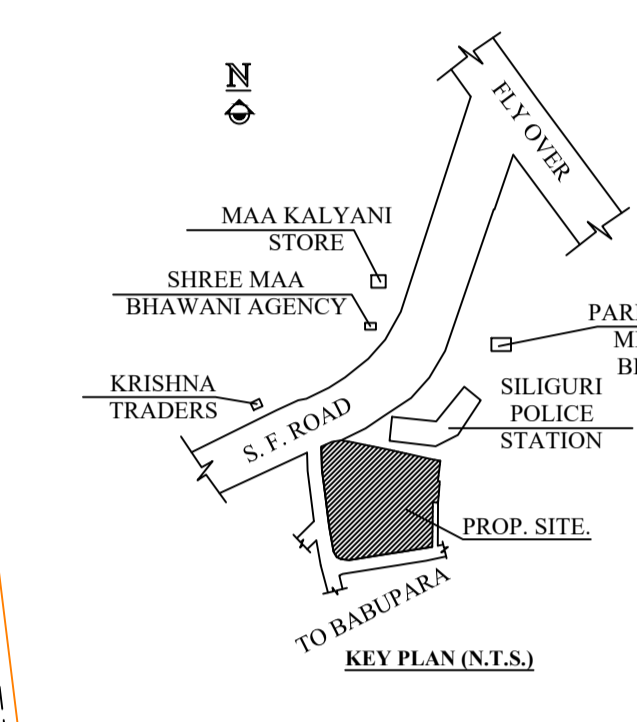 N
FLY OVER
MAA KALYANI
STORE
SHREE MAA
BHAWANI AGENCY
KRISHNA
TRADERS
S. F. ROAD
SILIGURI
POLICE
STATION
PROP. SITE.
TO BABUPARA
KEY PLAN (N.T.S.)